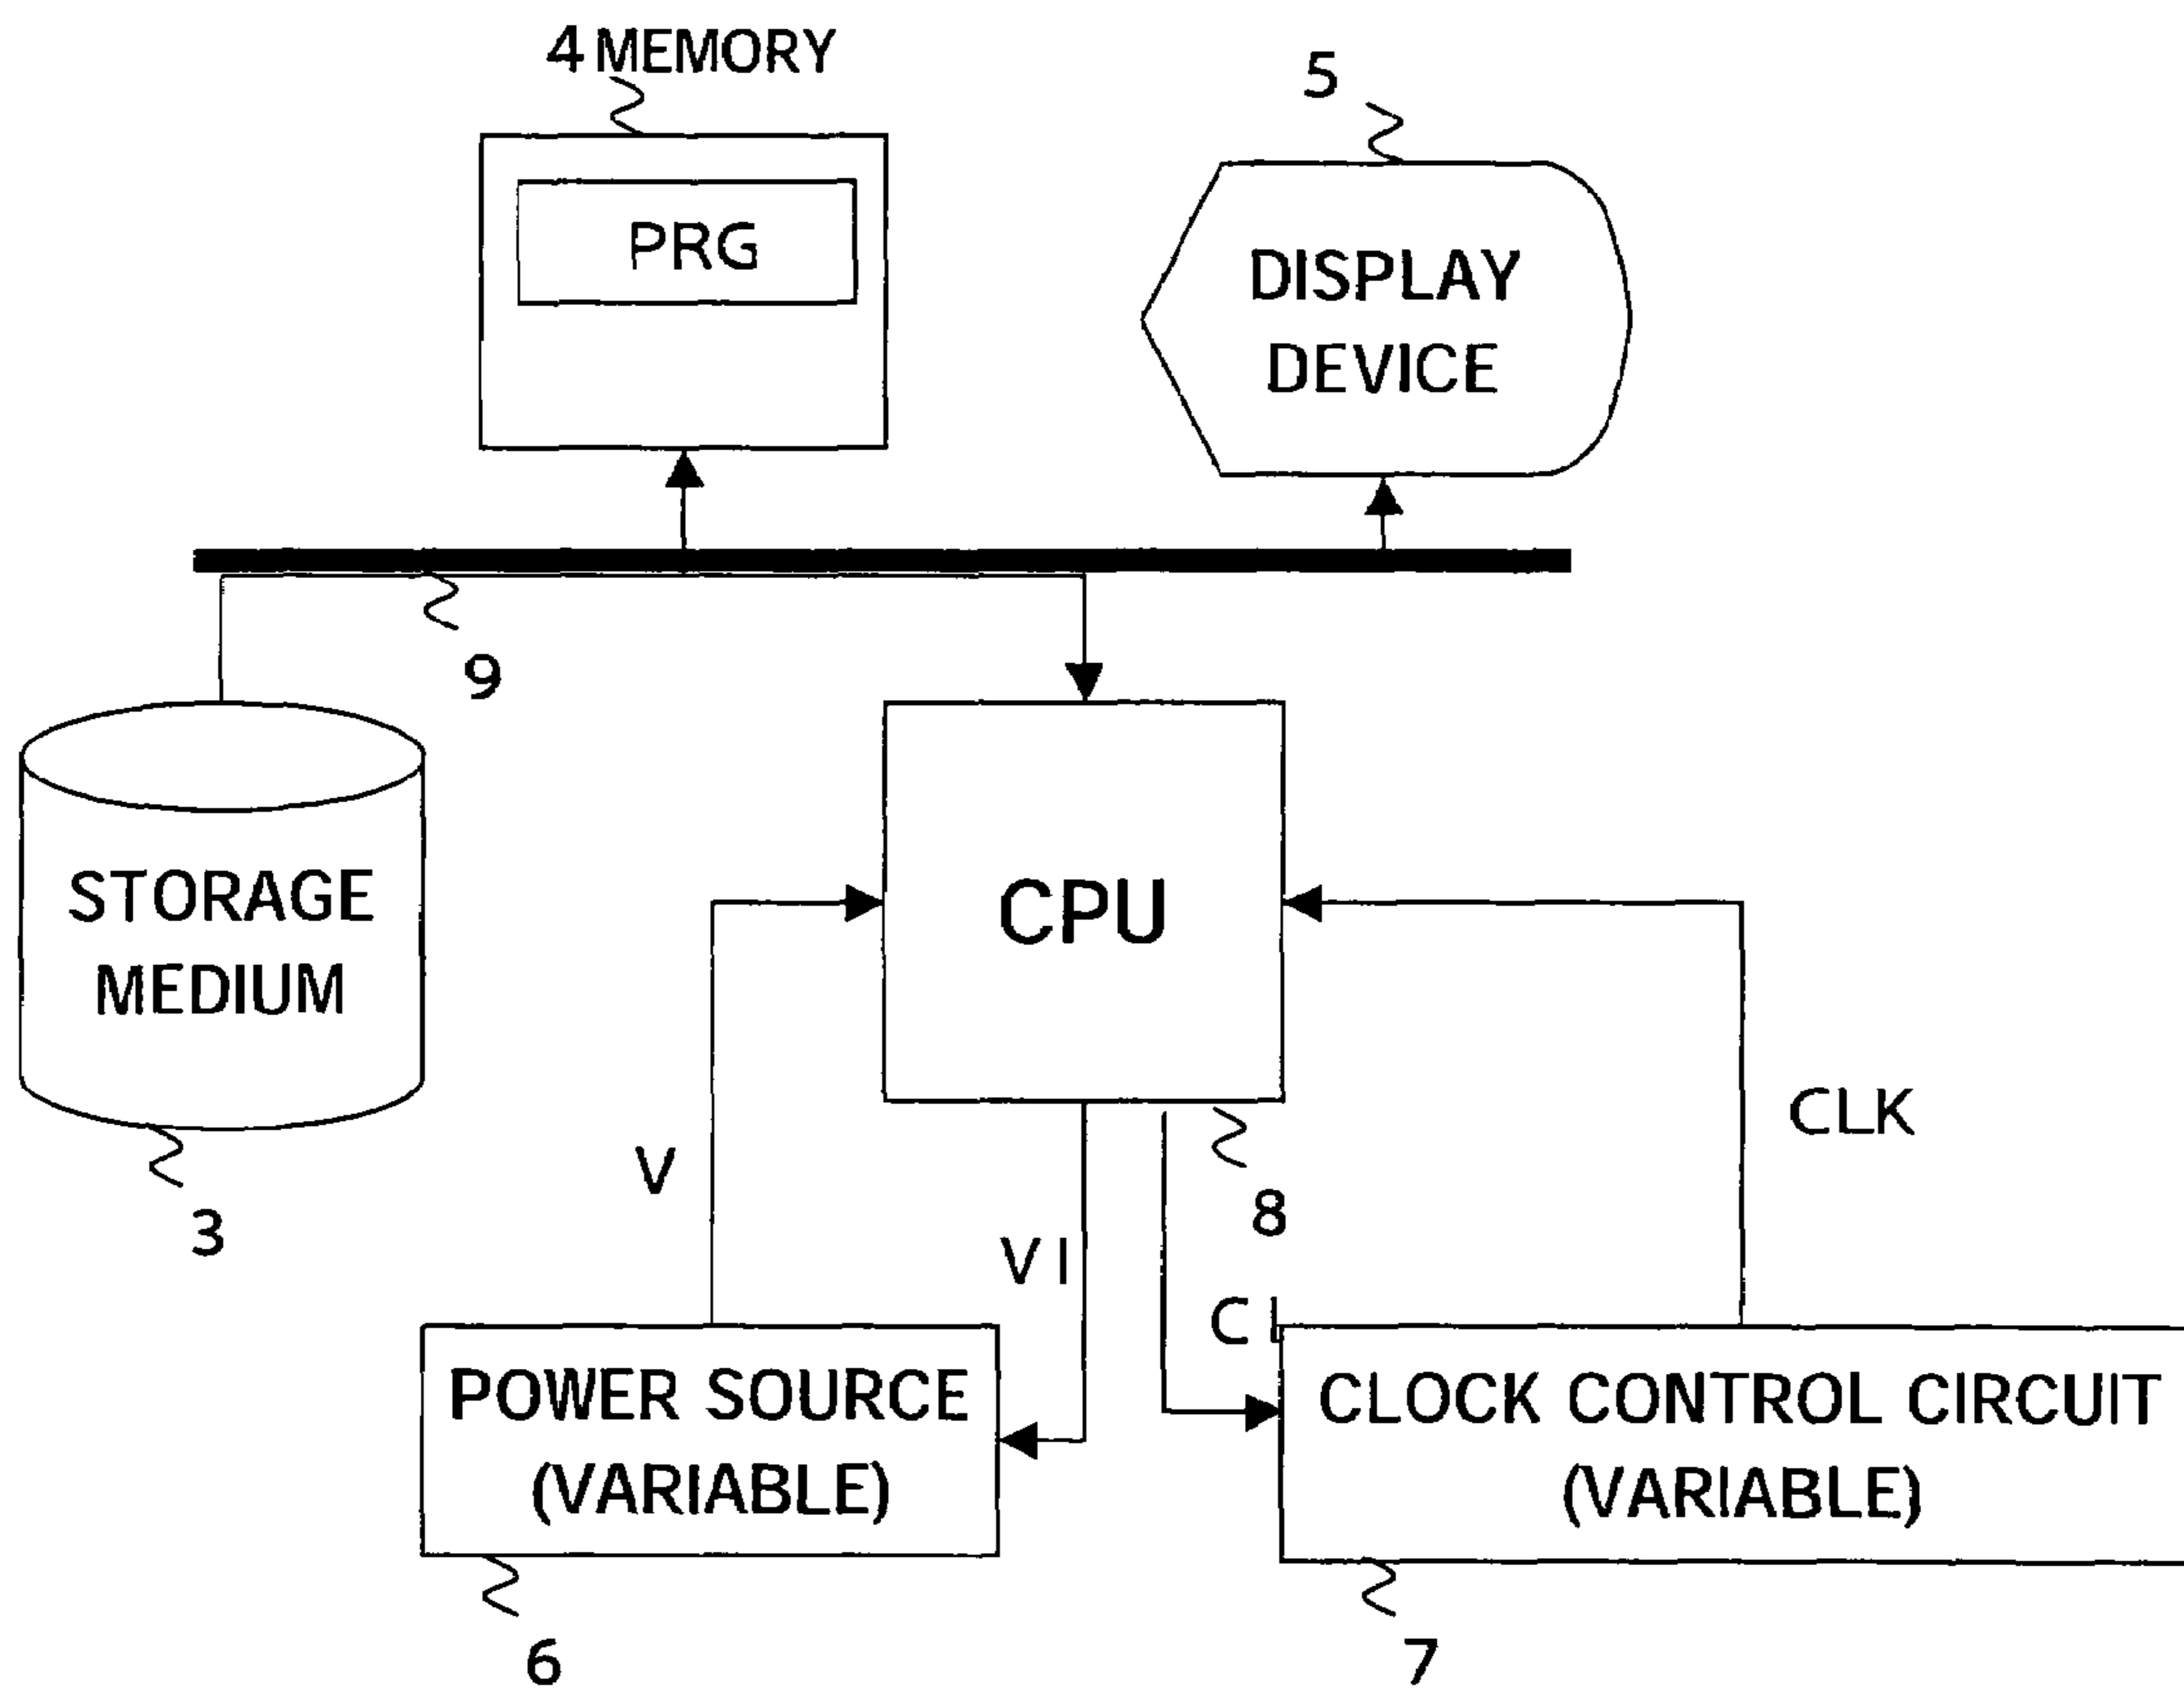 4 MEMORY
5
PRG
DISPLAY
DEVICE
9
STORAGE
MEDIUM
3
CPU
CLK
V
8
VI
CI
POWER SOURCE
(VARIABLE)
CLOCK CONTROL CIRCUIT
(VARIABLE)
6
7